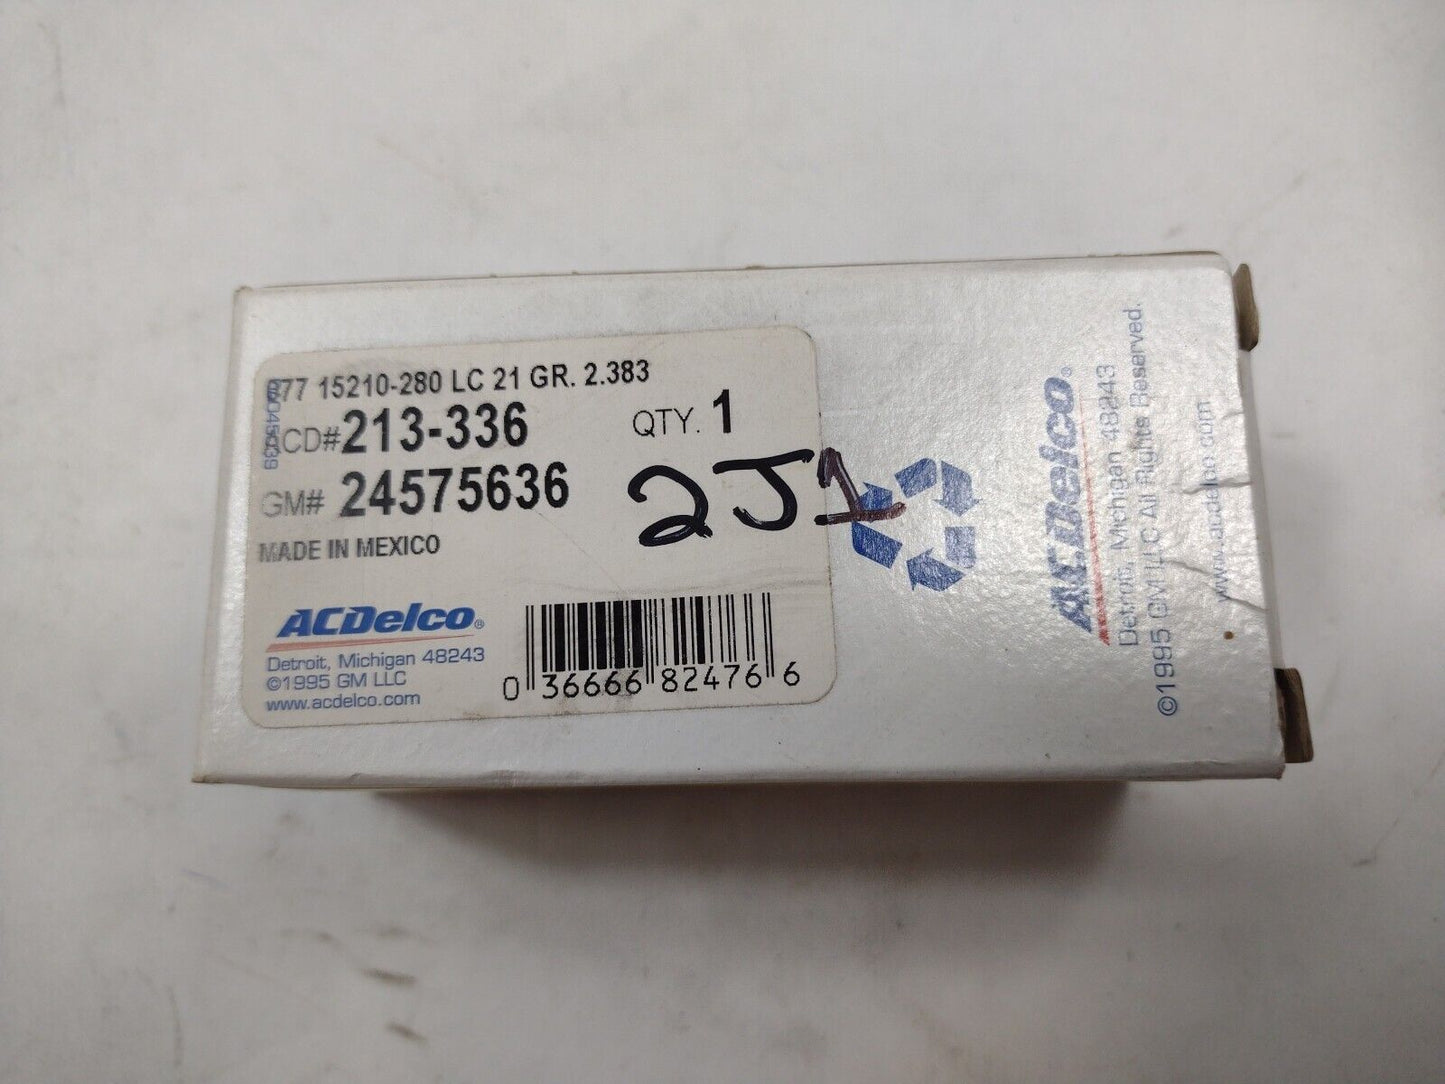 877 15210-280 LC 21 GR. 2.383
ACD# 213-336
QTY. 1
GM# 24575636
2J1
MADE IN MEXICO
ACDelco®
Detroit, Michigan 48243
©1995 GM LLC
www.acdelco.com
0 36666 82476 6
ACDelco®
Detroit, Michigan 48243
©1995 GM LLC All Rights Reserved.
www.acdelco.com